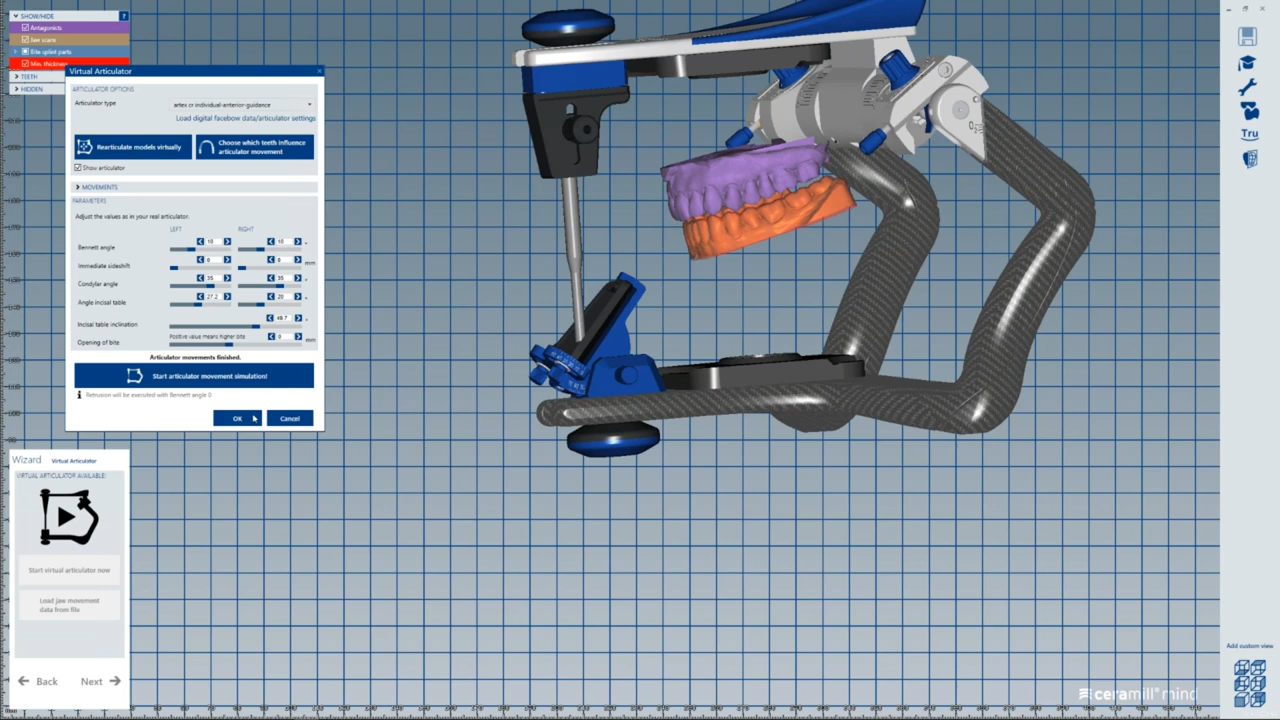 SHOW/HIDE
?
Antagonists
Jaw scans
Bite splint parts
Min. thickness
TEETH
HIDDEN
Virtual Articulator
ARTICULATOR OPTIONS
Articulator type
artex cr individual-anterior-guidance
Load digital facebow data/articulator settings
Rearticulate models virtually
Choose which teeth influence
articulator movement
Show articulator
MOVEMENTS
PARAMETERS
Adjust the values as in your real articulator.
LEFT RIGHT
Bennett angle 10 10 °
Immediate sideshift 0 0 mm
Condylar angle 35 35 °
Angle incisal table 27.2 20 °
Incisal table inclination 49.7 °
Opening of bite Positive value means higher bite 0 mm
Articulator movements finished.
Start articulator movement simulation!
Retrusion will be executed with Bennett angle 0
OK Cancel
Wizard Virtual Articulator
VIRTUAL ARTICULATOR AVAILABLE!
Start virtual articulator now
Load jaw movement
data from file
Back Next
Tru
Add custom view
ceramill® mind